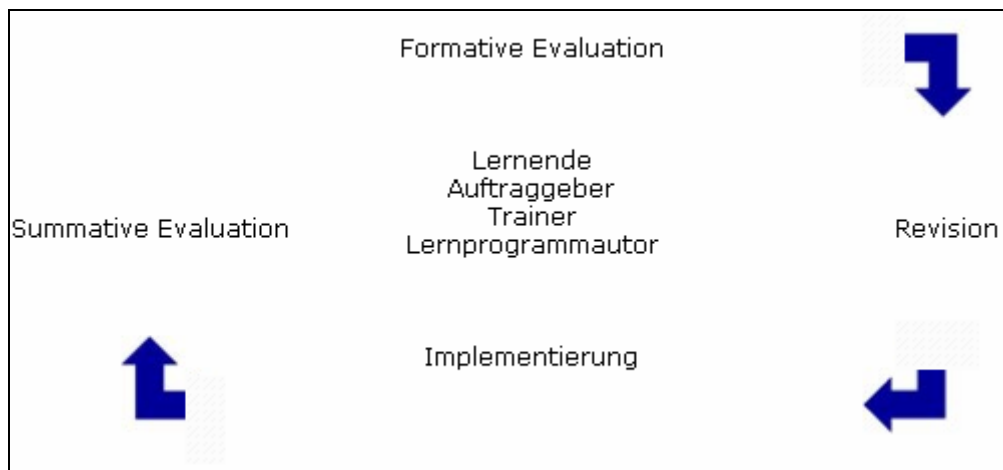 Formative Evaluation
Lernende
Auftraggeber
Trainer
Summative Evaluation
Revision
Lernprogrammautor
Implementierung